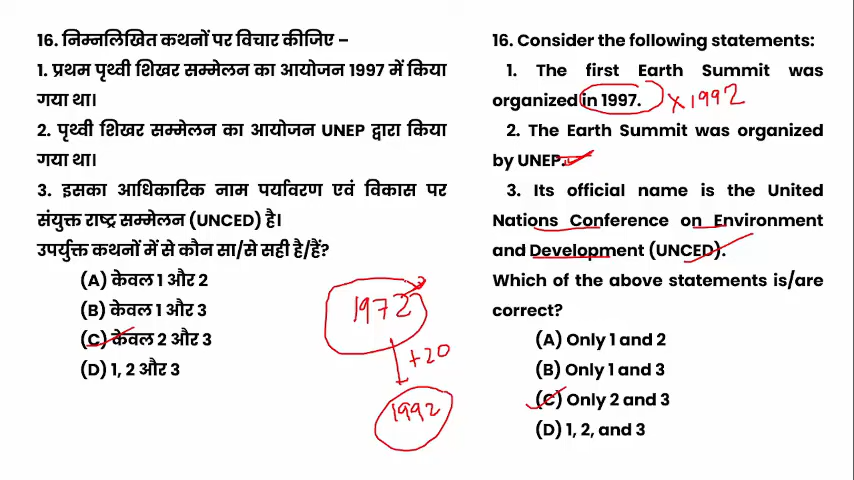 16. निम्नलिखित कथनों पर विचार कीजिए –
1. प्रथम पृथ्वी शिखर सम्मेलन का आयोजन 1997 में किया
गया था।
2. पृथ्वी शिखर सम्मेलन का आयोजन UNEP द्वारा किया
गया था।
3. इसका आधिकारिक नाम पर्यावरण एवं विकास पर
संयुक्त राष्ट्र सम्मेलन (UNCED) है।
उपर्युक्त कथनों में से कौन सा/से सही है/हैं?
(A) केवल 1 और 2
(B) केवल 1 और 3
(C) केवल 2 और 3
(D) 1, 2 और 3
1972
+20
1992
16. Consider the following statements:
1. The first Earth Summit was
organized in 1997. x 1992
2. The Earth Summit was organized
by UNEP.
3. Its official name is the United
Nations Conference on Environment
and Development (UNCED).
Which of the above statements is/are
correct?
(A) Only 1 and 2
(B) Only 1 and 3
(C) Only 2 and 3
(D) 1, 2, and 3